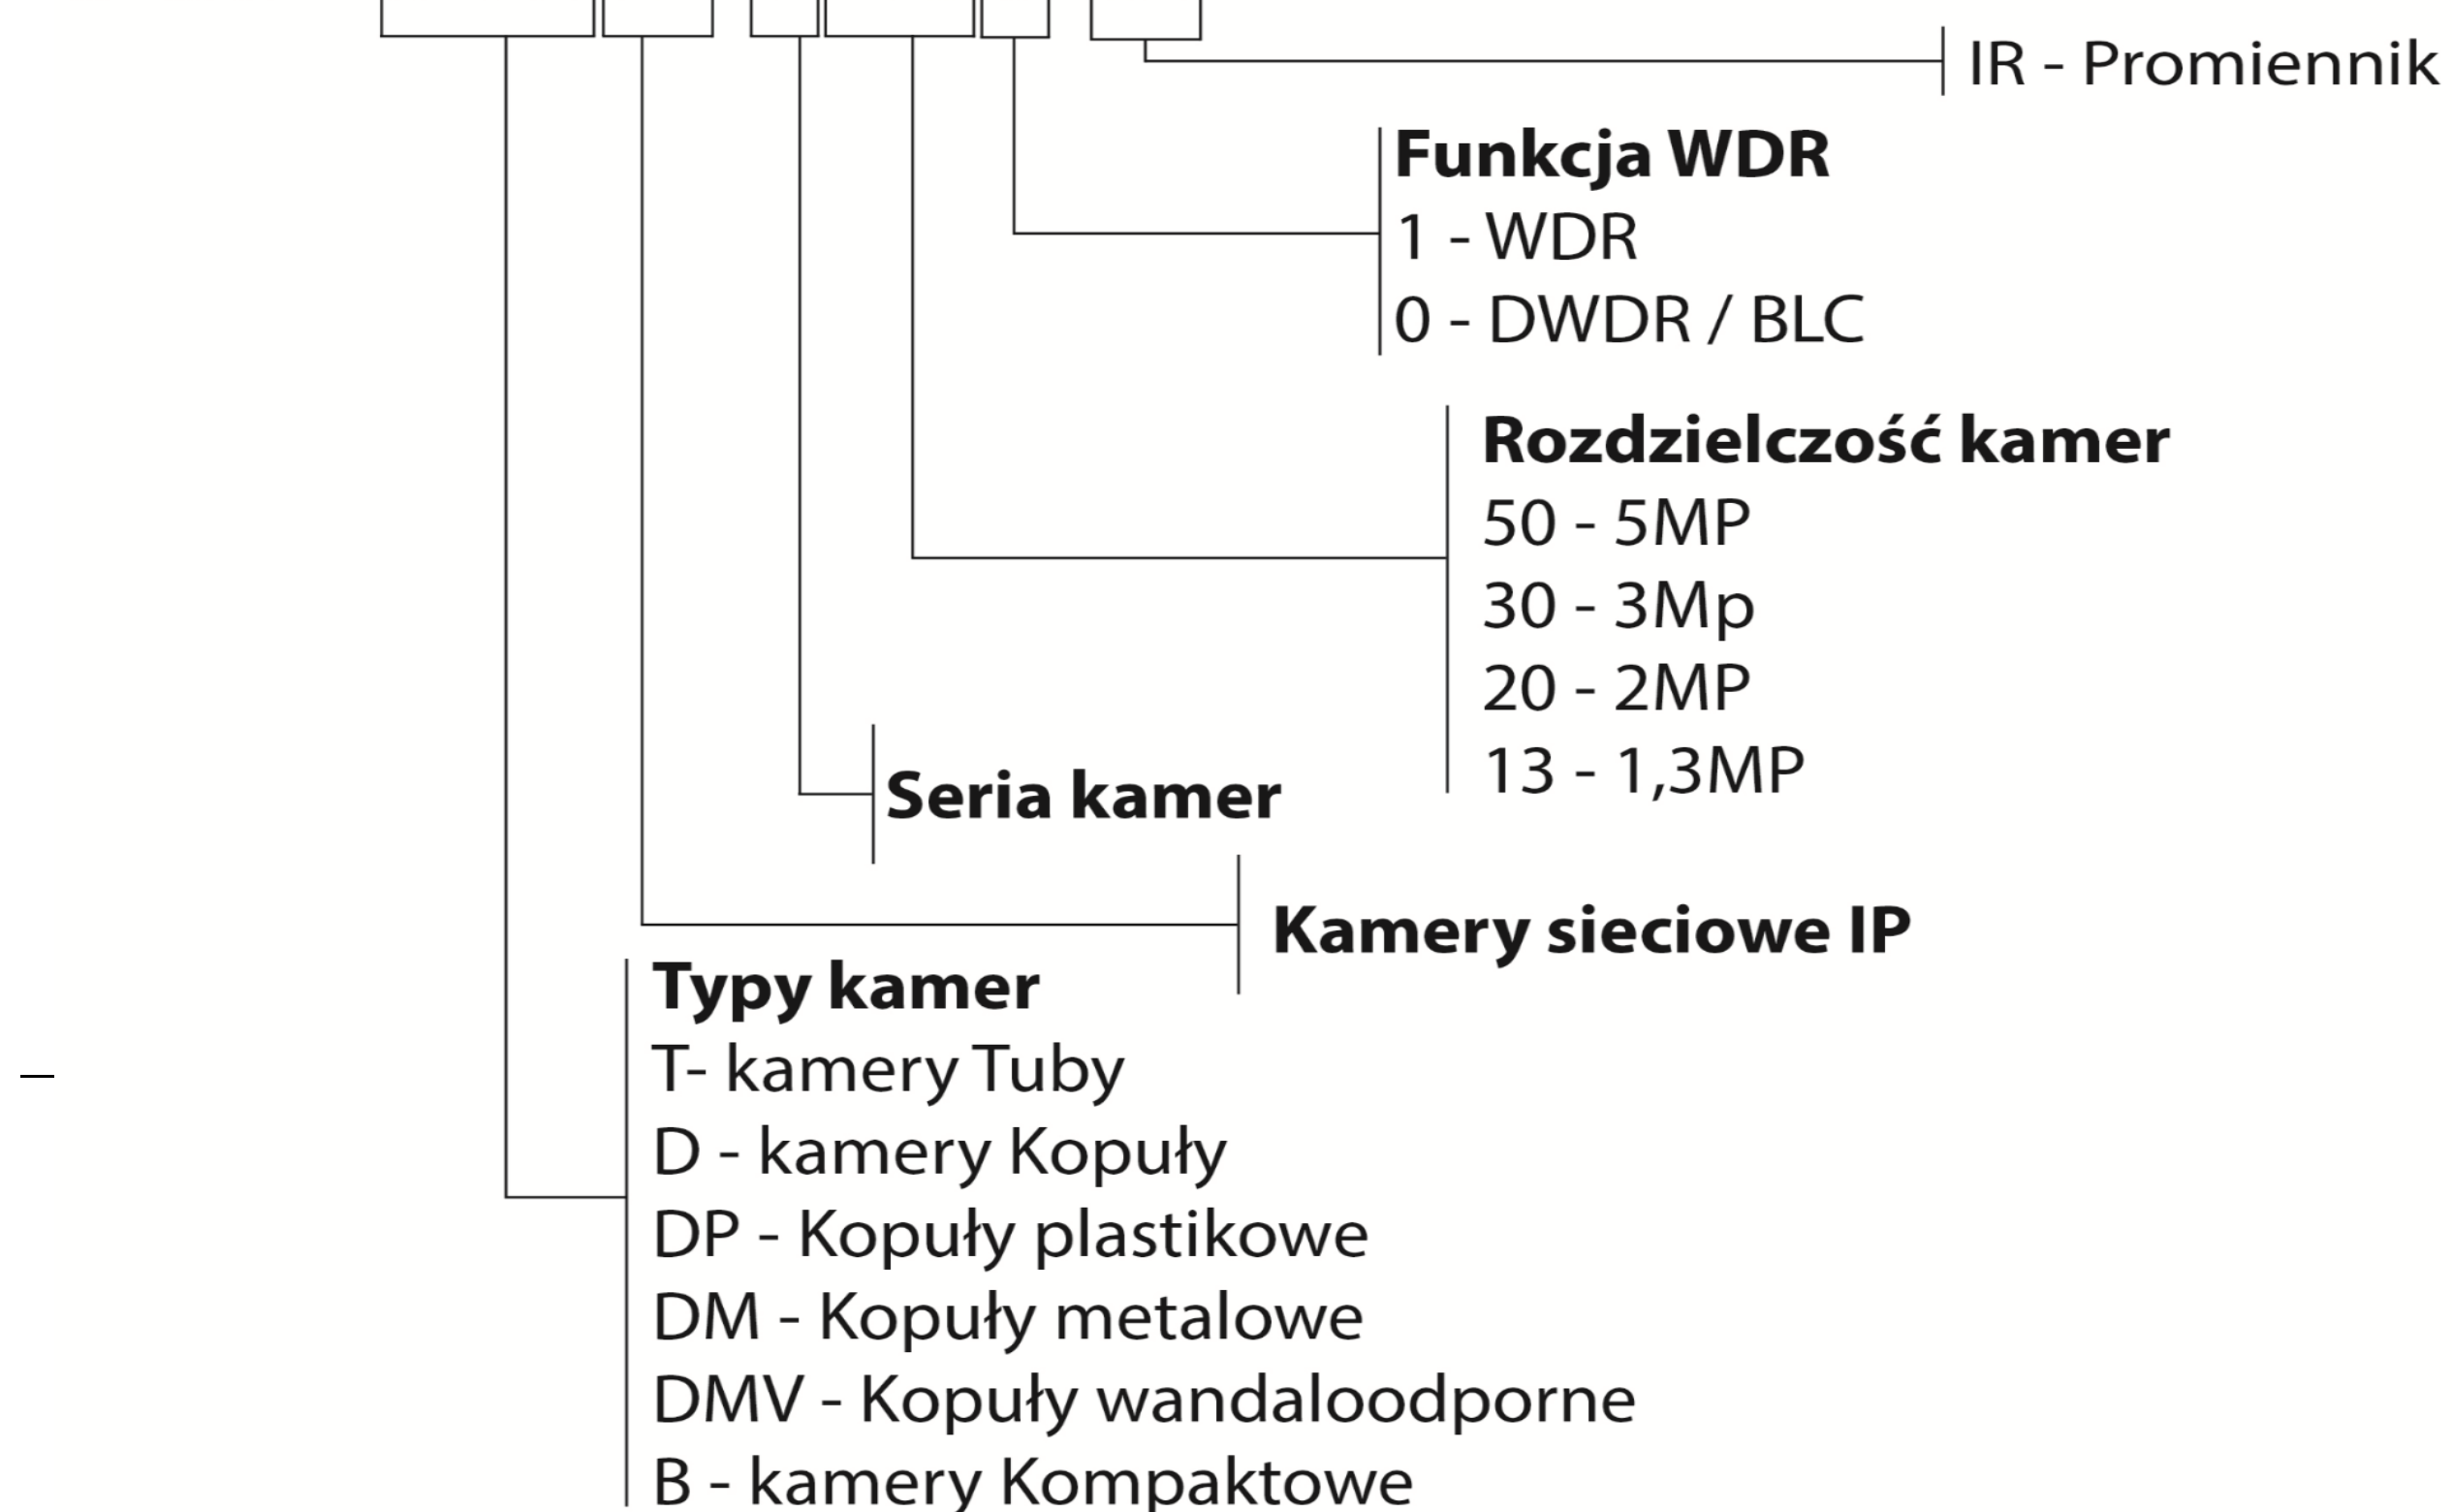 IR - Promiennik
Funkcja WDR
1 - WDR
0 - DWDR / BLC
Rozdzielczość kamer
50 - 5MP
30 - 3Mp
20 - 2MP
13 - 1,3MP
Seria kamer
Kamery sieciowe IP
Typy kamer
T- kamery Tuby
D - kamery Kopuły
DP - Kopuły plastikowe
DM - Kopuły metalowe
DMV - Kopuły wandaloodporne
B - kamery Kompaktowe